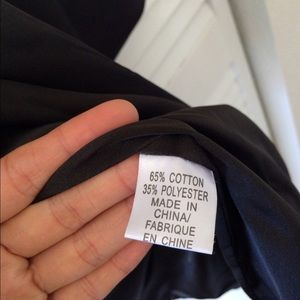 65% COTTON
35% POLYESTER
MADE IN
CHINA/
FABRIQUE
EN CHINE